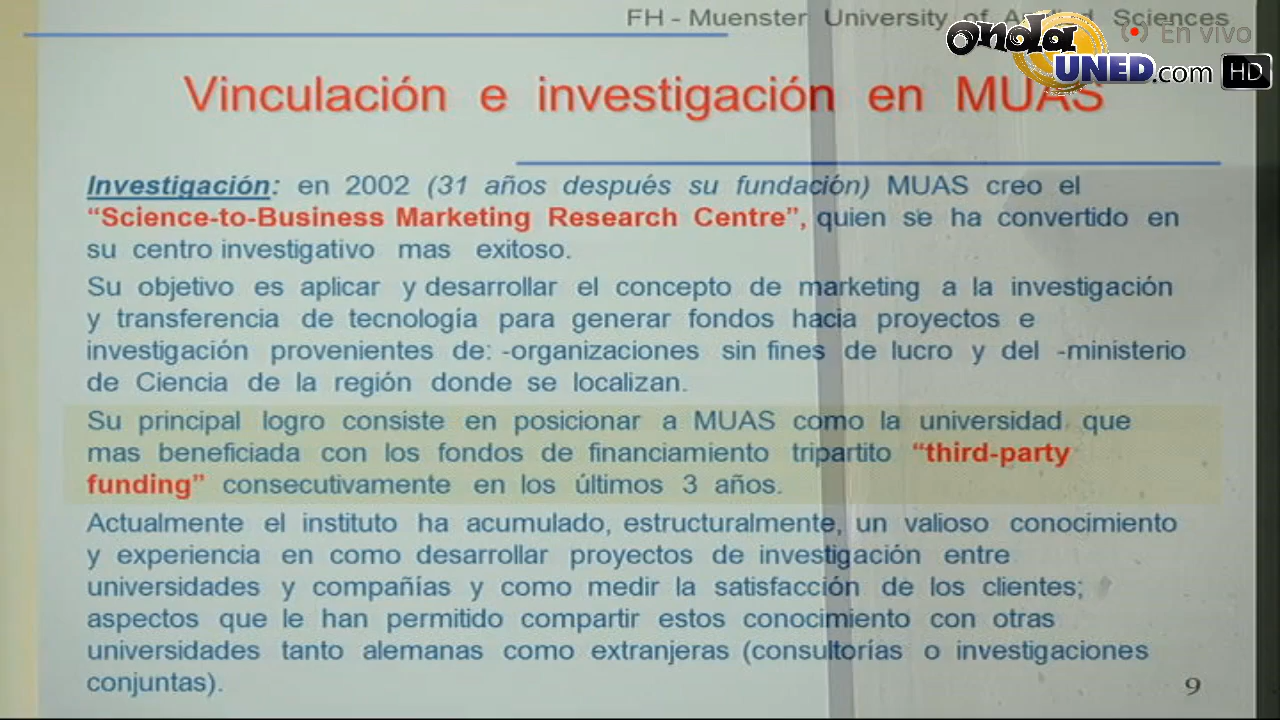 FH - Muenster University of Applied Sciences
En vivo
onda
UNED.com HD
Vinculación e investigación en MUAS
Investigación: en 2002 (31 años después su fundación) MUAS creo el
“Science-to-Business Marketing Research Centre”, quien se ha convertido en
su centro investigativo mas exitoso.
Su objetivo es aplicar y desarrollar el concepto de marketing a la investigación
y transferencia de tecnología para generar fondos hacia proyectos e
investigación provenientes de: -organizaciones sin fines de lucro y del -ministerio
de Ciencia de la región donde se localizan.
Su principal logro consiste en posicionar a MUAS como la universidad que
mas beneficiada con los fondos de financiamiento tripartito “third-party
funding” consecutivamente en los últimos 3 años.
Actualmente el instituto ha acumulado, estructuralmente, un valioso conocimiento
y experiencia en como desarrollar proyectos de investigación entre
universidades y compañías y como medir la satisfacción de los clientes;
aspectos que le han permitido compartir estos conocimiento con otras
universidades tanto alemanas como extranjeras (consultorías o investigaciones
conjuntas).
9